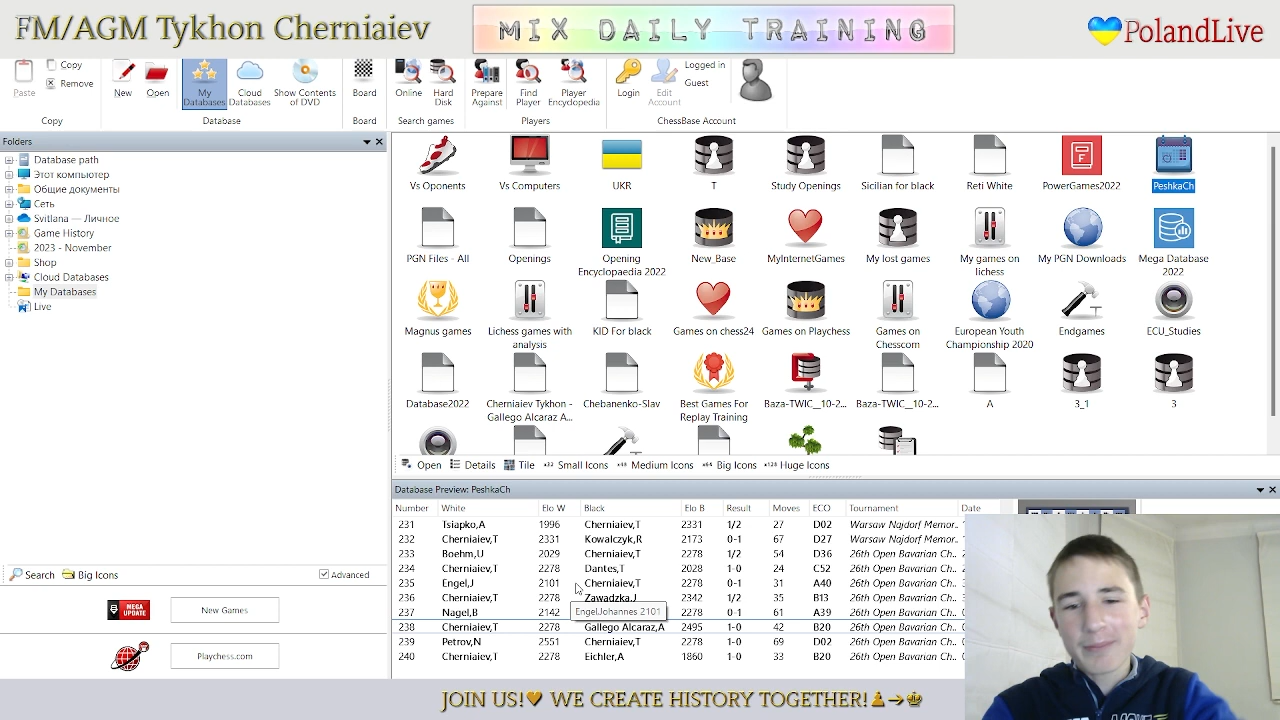 FM/AGM Tykhon Cherniaiev
MIX DAILY TRAINING
PolandLive
Paste
Copy
Remove
New
Open
My Databases
Cloud Databases
Show Contents of DVD
Board
Online
Hard Disk
Prepare Against
Find Player
Player Encyclopedia
Login
Edit Account
Logged in
Guest
Copy
Database
Board
Search games
Players
ChessBase Account
Folders
Database path
Этот компьютер
Общие документы
Сеть
Svitlana — Личное
Game History
2023 - November
Shop
Cloud Databases
My Databases
Live
Search
Big Icons
Advanced
MEGA UPDATE
New Games
Playchess.com
Vs Oponents
Vs Computers
UKR
T
Study Openings
Sicilian for black
Reti White
PowerGames2022
PeshkaCh
PGN Files - All
Openings
Opening Encyclopaedia 2022
New_Base
MyInternetGames
My lost games
My games on lichess
My PGN Downloads
Mega Database 2022
Magnus games
Lichess games with analysis
KID For black
Games on chess24
Games on Playchess
Games on Chesscom
European Youth Championship 2020
Endgames
ECU_Studies
Database2022
Cherniaiev Tykhon - Gallego Alcaraz A...
Chebanenko-Slav
Best Games For Replay Training
Baza-TWIC__10-2...
Baza-TWIC__10-2...
A
3_1
3
Open
Details
Tile
x32 Small Icons
x48 Medium Icons
x64 Big Icons
x128 Huge Icons
Database Preview: PeshkaCh
Number White Elo W Black Elo B Result Moves ECO Tournament Date
231 Tsiapko,A 1996 Cherniaiev,T 2331 1/2 27 D02 Warsaw Najdorf Memor..
232 Cherniaiev,T 2331 Kowalczyk,R 2173 0-1 67 D27 Warsaw Najdorf Memor..
233 Boehm,U 2029 Cherniaiev,T 2278 1/2 54 D36 26th Open Bavarian Ch..
234 Cherniaiev,T 2278 Dantes,T 2028 1-0 24 C52 26th Open Bavarian Ch..
235 Engel,J 2101 Cherniaiev,T 2278 0-1 31 A40 26th Open Bavarian Ch..
236 Cherniaiev,T 2278 Zawadzka,J 2342 1/2 35 B13 26th Open Bavarian Ch..
237 Nagel,B 2142 2278 0-1 61 A39 26th Open Bavarian Ch..
EngelJohannes 2101
238 Cherniaiev,T 2278 Gallego Alcaraz,A 2495 1-0 42 B20 26th Open Bavarian Ch..
239 Petrov,N 2551 Cherniaiev,T 2278 1-0 69 D02 26th Open Bavarian Ch..
240 Cherniaiev,T 2278 Eichler,A 1860 1-0 33 B20 26th Open Bavarian Ch..
JOIN US! WE CREATE HISTORY TOGETHER!